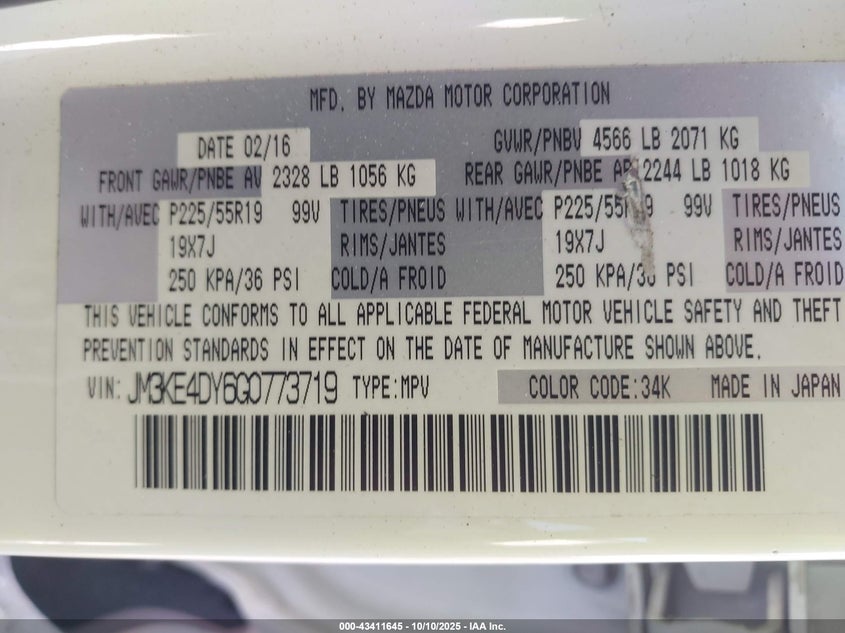 MFD. BY MAZDA MOTOR CORPORATION
DATE 02/16 GVWR/PNBV 4566 LB 2071 KG
FRONT GAWR/PNBE AV 2328 LB 1056 KG REAR GAWR/PNBE AR 2244 LB 1018 KG
WITH/AVEC P225/55R19 99V TIRES/PNEUS WITH/AVEC P225/55R19 99V TIRES/PNEUS
19X7J RIMS/JANTES 19X7J RIMS/JANTES
250 KPA/36 PSI COLD/A FROID 250 KPA/36 PSI COLD/A FROID
THIS VEHICLE CONFORMS TO ALL APPLICABLE FEDERAL MOTOR VEHICLE SAFETY AND THEFT
PREVENTION STANDARDS IN EFFECT ON THE DATE OF MANUFACTURE SHOWN ABOVE.
VIN: JM3KE4DY6G0773719 TYPE:MPV COLOR CODE:34K MADE IN JAPAN
000-43411645 - 10/10/2025 - IAA Inc.